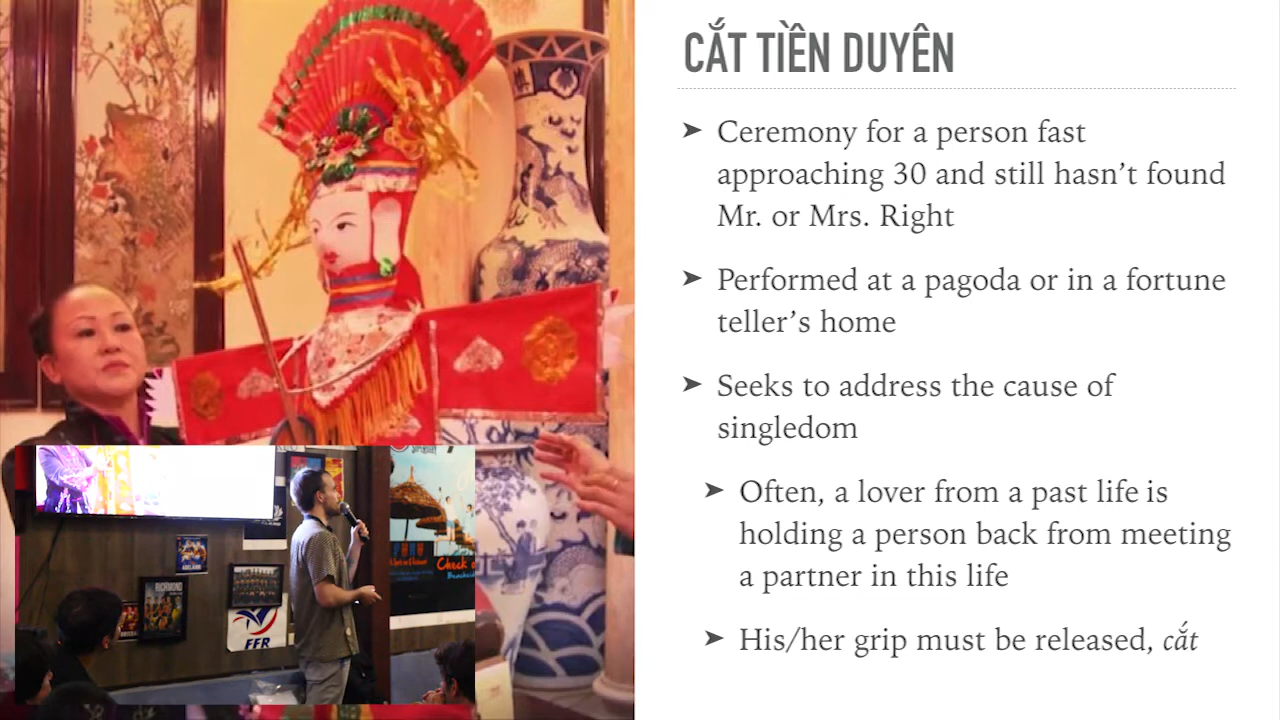 CẮT TIỀN DUYÊN
➤ Ceremony for a person fast
approaching 30 and still hasn’t found
Mr. or Mrs. Right
➤ Performed at a pagoda or in a fortune
teller’s home
➤ Seeks to address the cause of
singledom
➤ Often, a lover from a past life is
holding a person back from meeting
a partner in this life
➤ His/her grip must be released, cắt
RICHMOND
FFR
Check